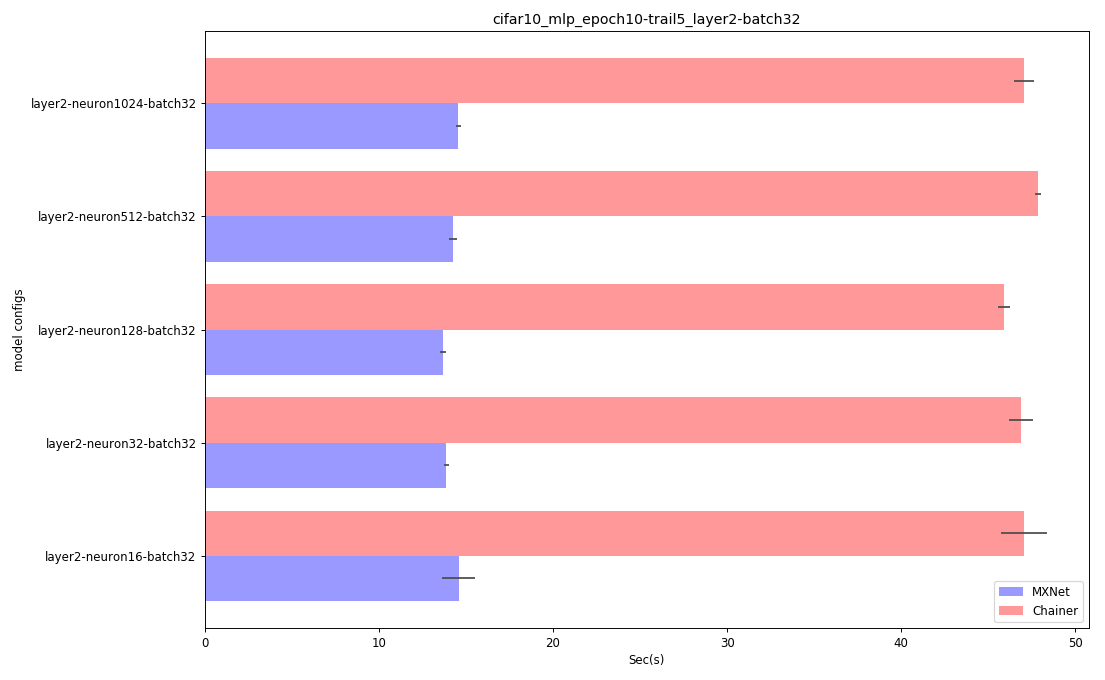 cifar10_mlp_epoch10-trail5_layer2-batch32
model configs
layer2-neuron1024-batch32
layer2-neuron512-batch32
layer2-neuron128-batch32
layer2-neuron32-batch32
layer2-neuron16-batch32
MXNet
Chainer
0 10 20 30 40 50
Sec(s)